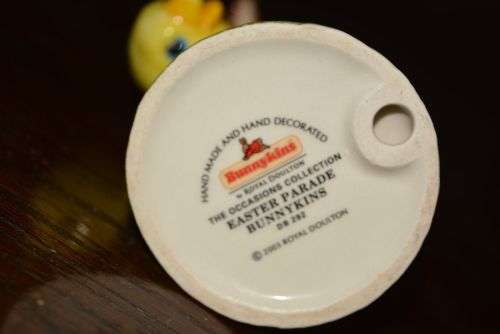 HAND MADE AND HAND DECORATED
Bunnykins
by ROYAL DOULTON
THE OCCASIONS COLLECTION
EASTER PARADE
BUNNYKINS
DB 292
© 2003 ROYAL DOULTON